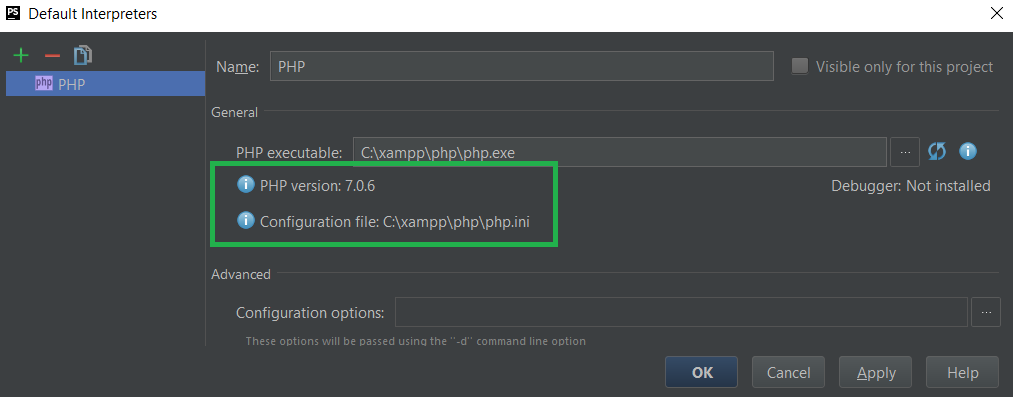 PS Default Interpreters
php PHP
Name: PHP Visible only for this project
General
PHP executable: C:\xampp\php\php.exe ...
PHP version: 7.0.6 Debugger: Not installed
Configuration file: C:\xampp\php\php.ini
Advanced
Configuration options: ...
These options will be passed using the "-d" command line option
OK Cancel Apply Help